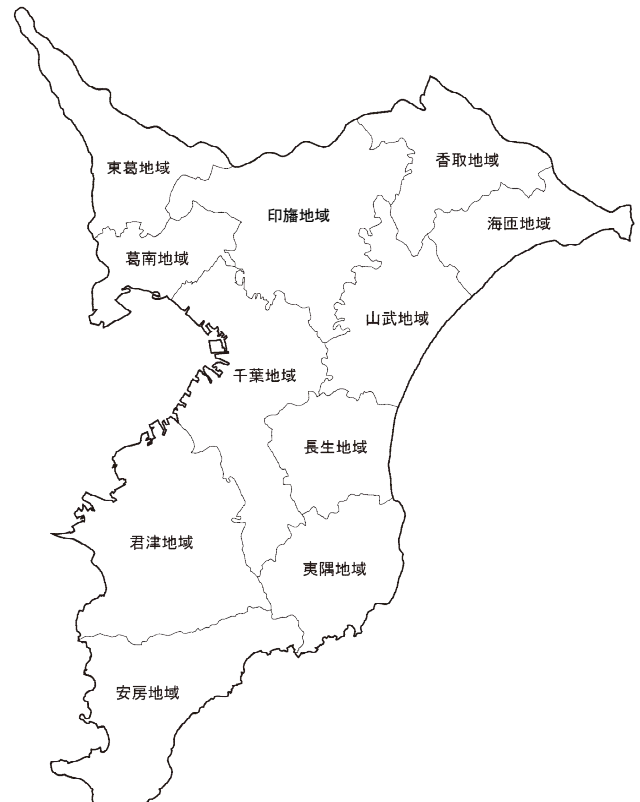 東葛地域
香取地域
印旛地域
海匝地域
葛南地域
山武地域
千葉地域
長生地域
君津地域
夷隅地域
安房地域